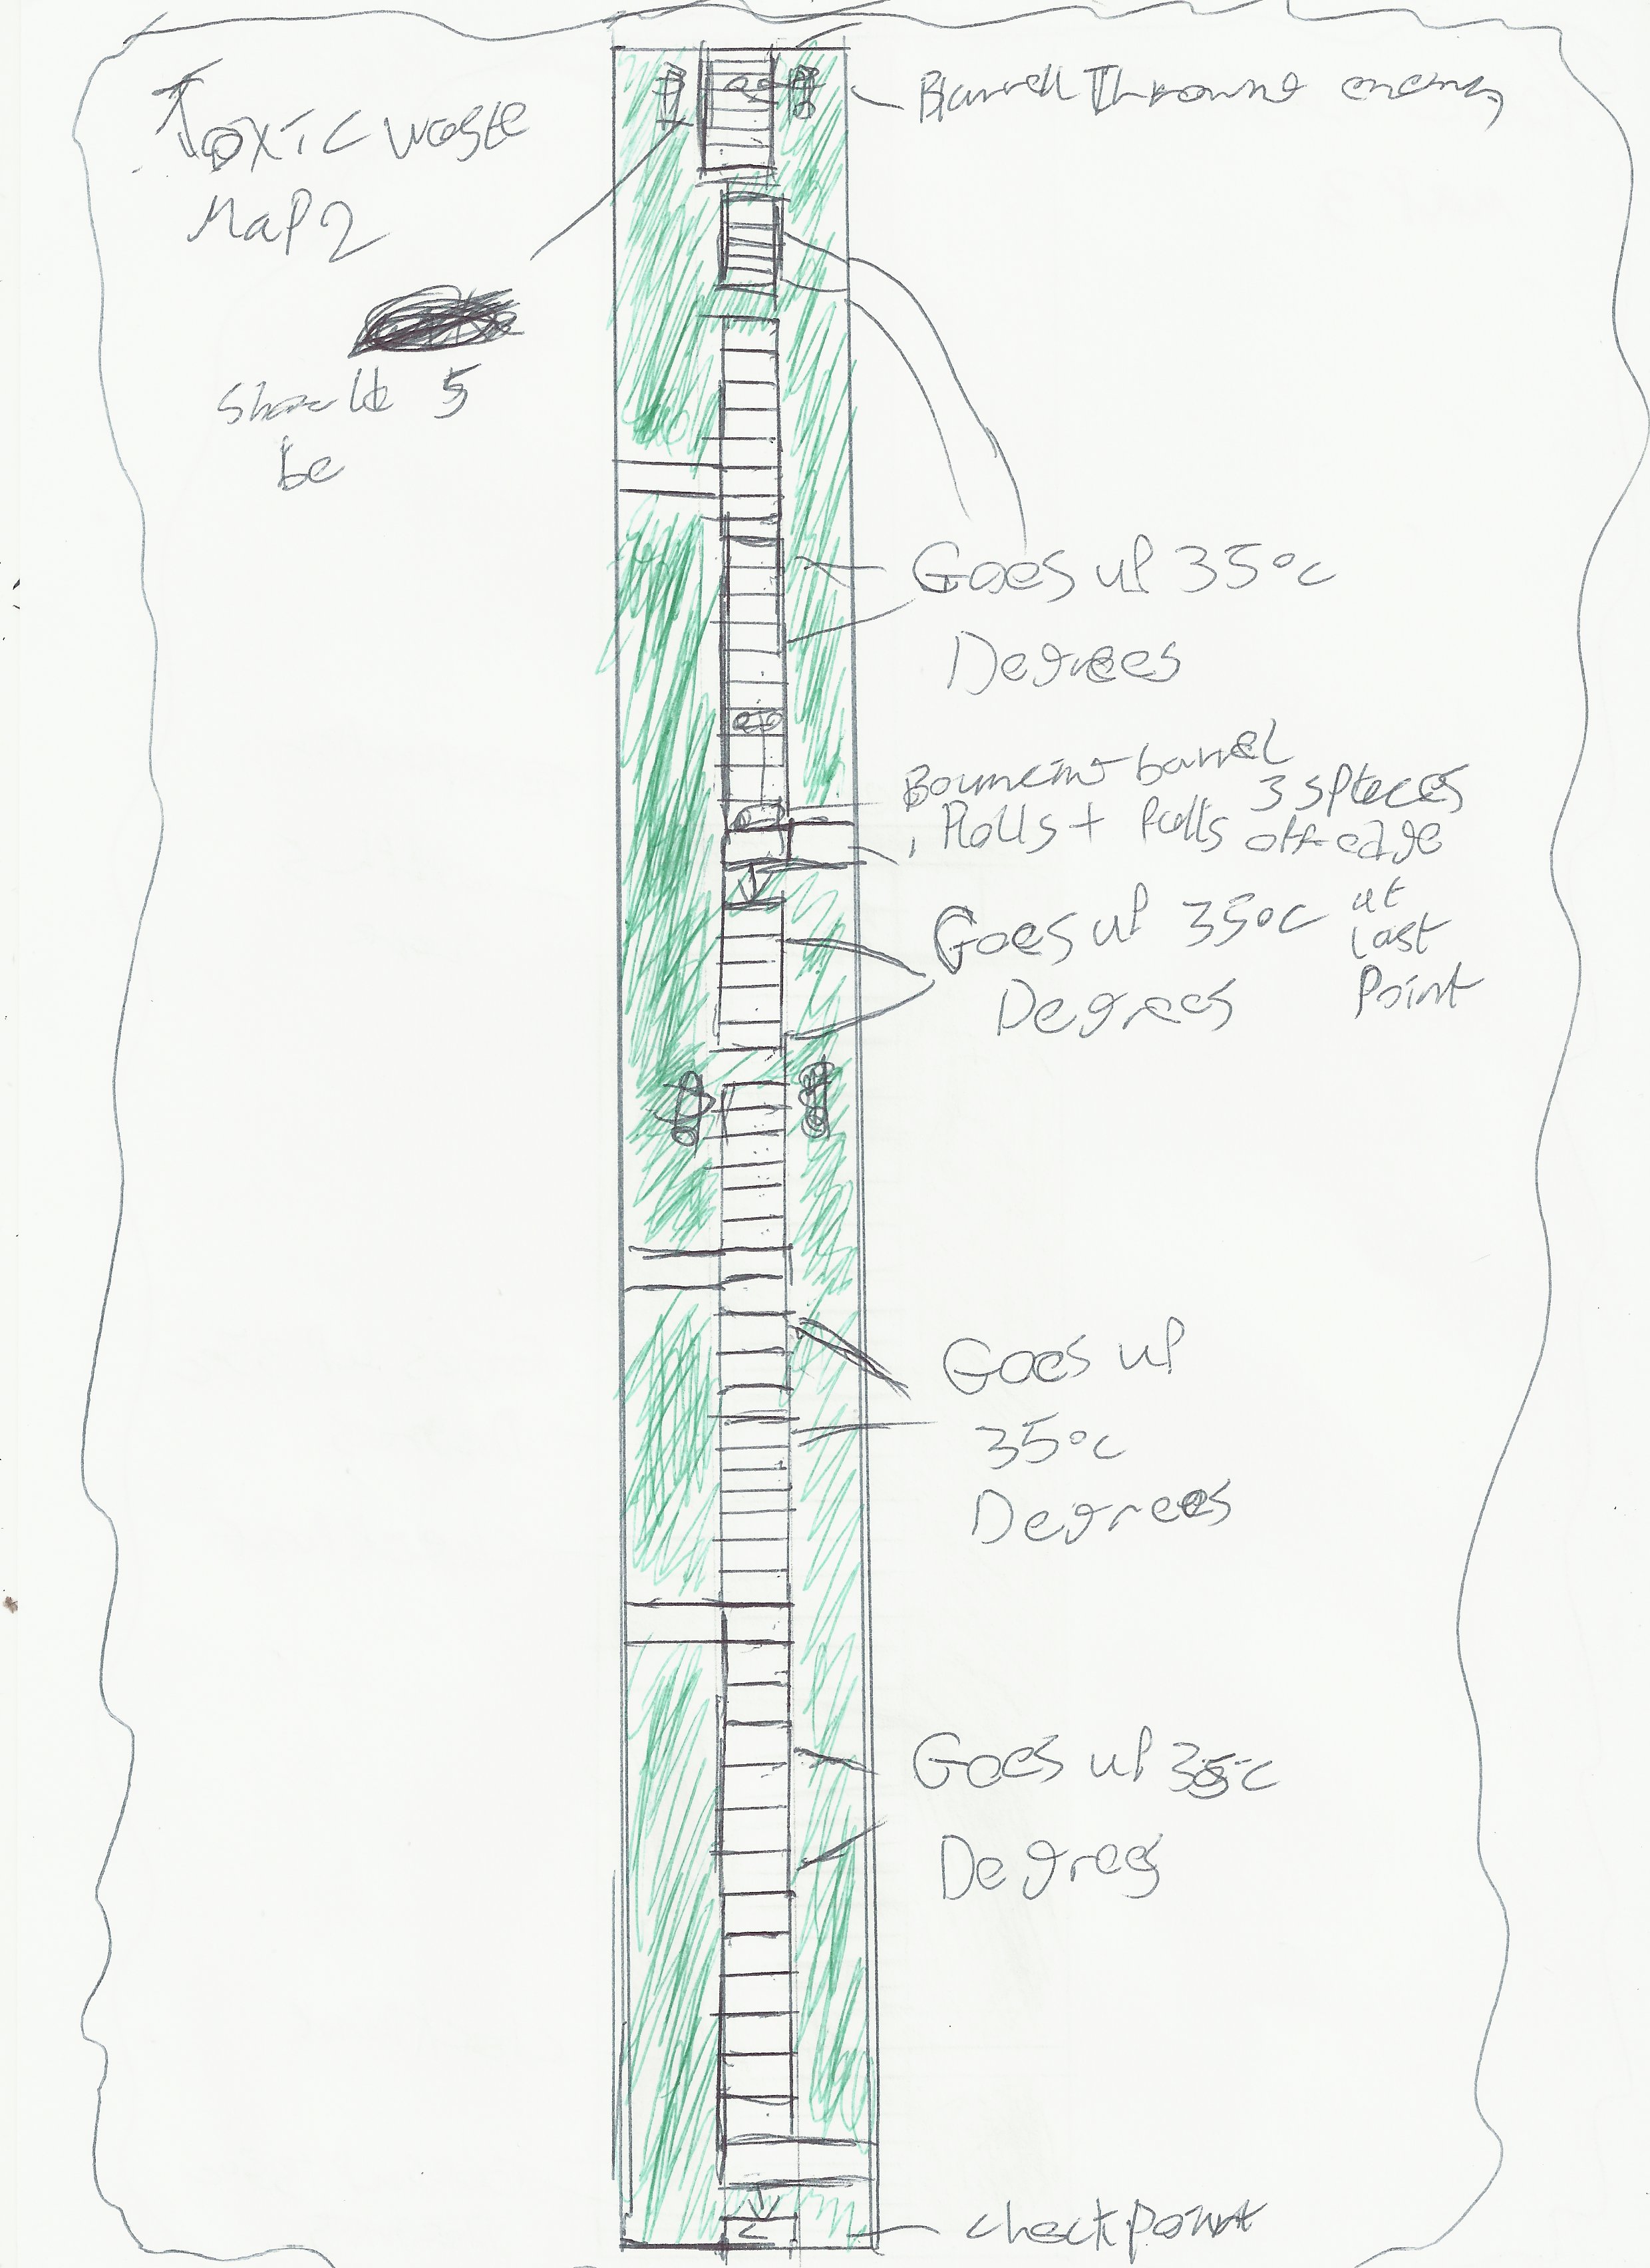 Toxic waste
Map 2
Should 5
be
Barrell Throwing enemy
Goes up 35°c
Degrees
Bouncing barrel
Rolls + falls
3 spieces
off edge
at
Last
Point
Goes up 35°c
Degrees
Goes up
35°c
Degrees
Goes up 35°c
Degrees
checkpoint
C